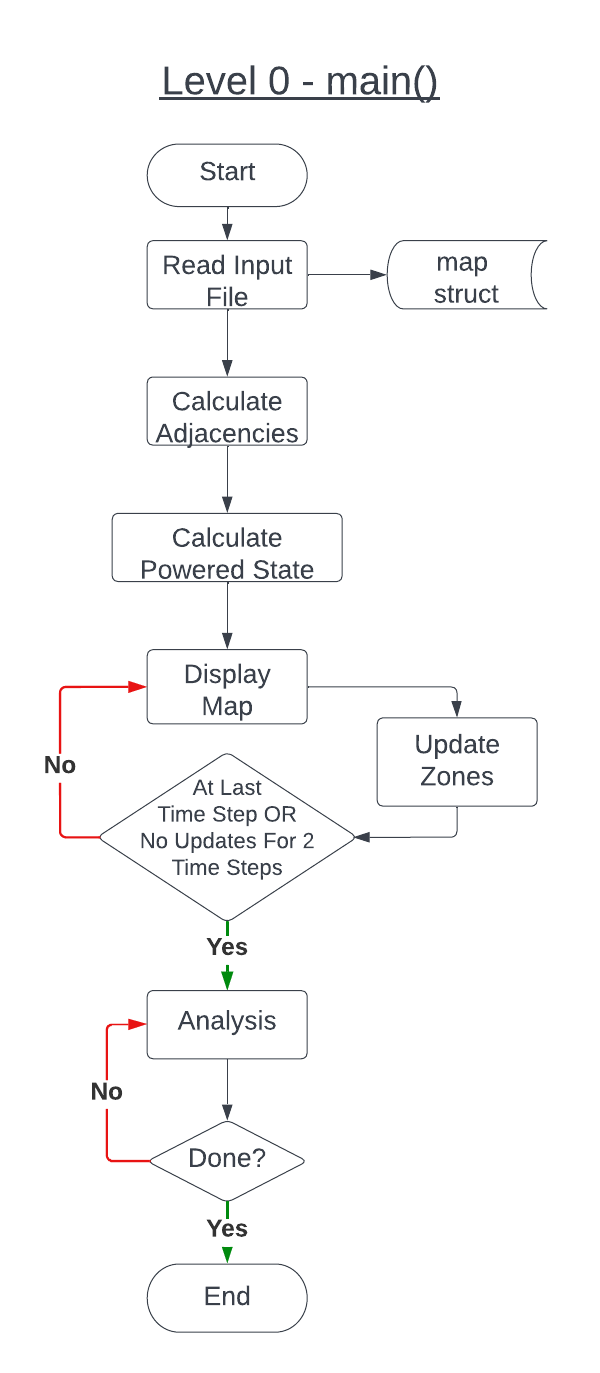 Level 0 - main()
Start
Read Input
File
map
struct
Calculate
Adjacencies
Calculate
Powered State
Display
Map
Update
Zones
No
At Last
Time Step OR
No Updates For 2
Time Steps
Yes
Analysis
No
Done?
Yes
End